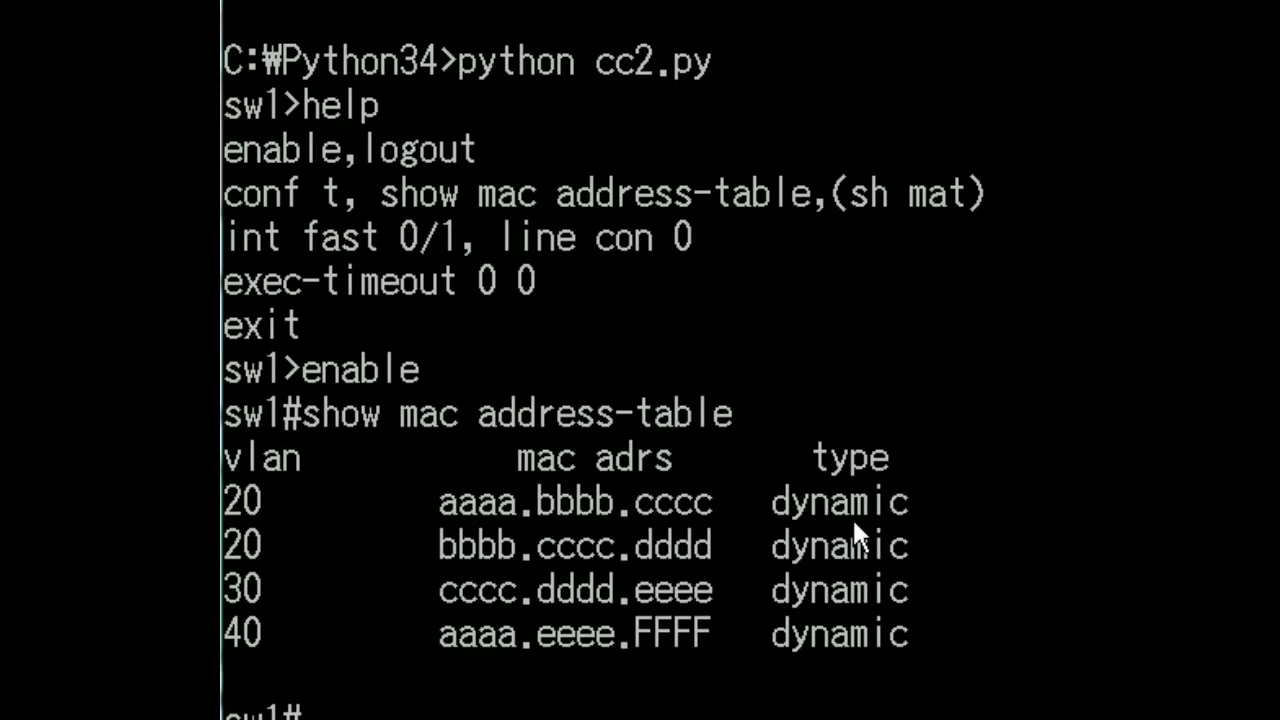 C:₩Python34>python cc2.py
sw1>help
enable,logout
conf t, show mac address-table,(sh mat)
int fast 0/1, line con 0
exec-timeout 0 0
exit
sw1>enable
sw1#show mac address-table
vlan mac adrs type
20 aaaa.bbbb.cccc dynamic
20 bbbb.cccc.dddd dynamic
30 cccc.dddd.eeee dynamic
40 aaaa.eeee.FFFF dynamic
sw1#